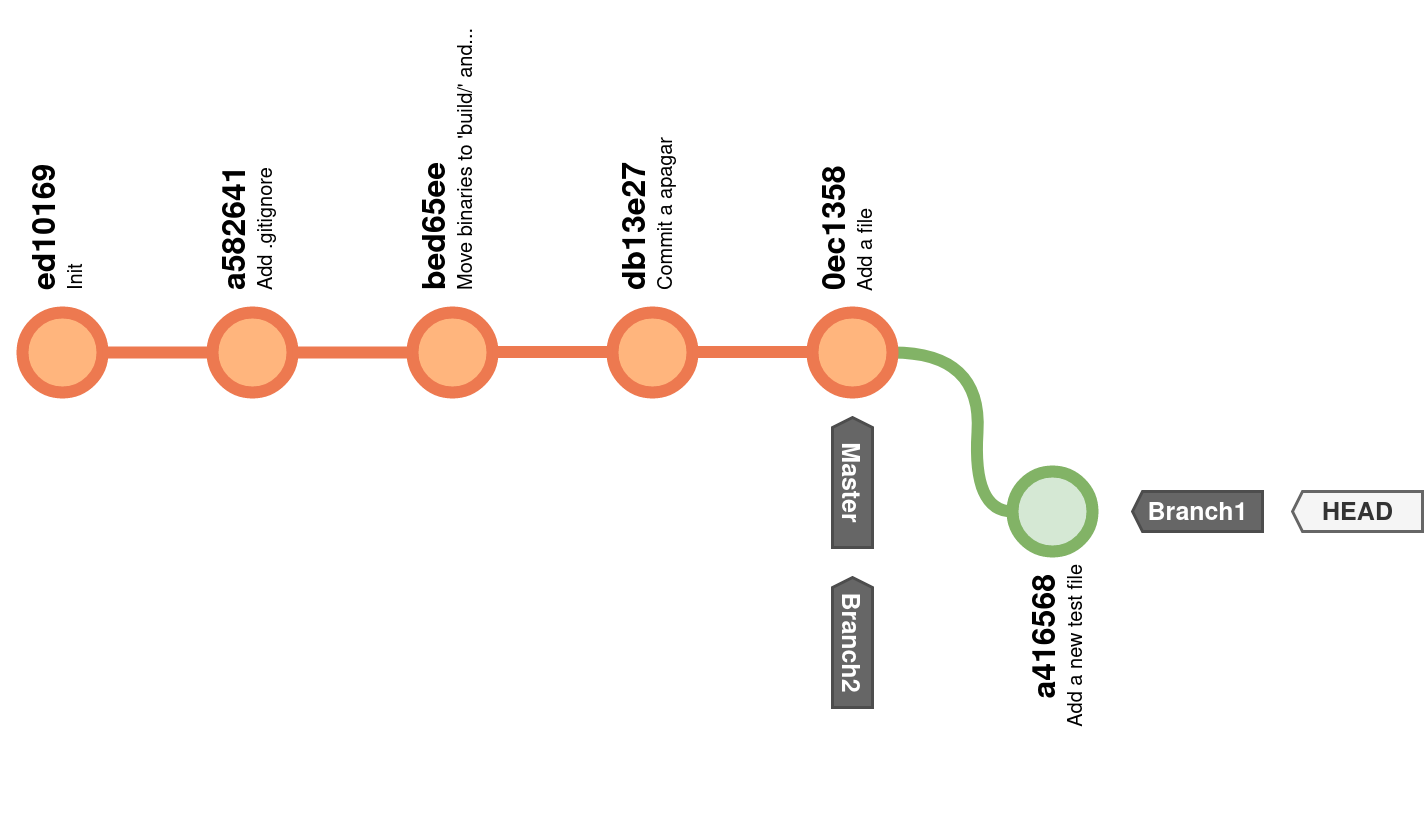 ed10169
Init
a582641
Add .gitignore
bed65ee
Move binaries to 'build/' and...
db13e27
Commit a apagar
0ec1358
Add a file
Master
Branch2
a416568
Add a new test file
Branch1
HEAD